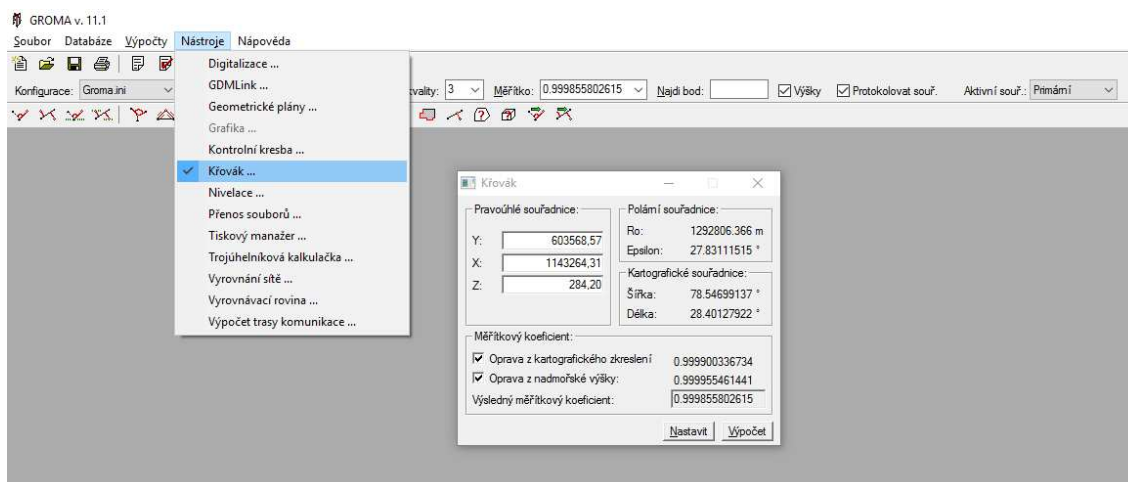 GROMA v. 11.1
Soubor Databáze Výpočty Nástroje Nápověda
Konfigurace: Groma.ini
kvality: 3 Měřítko: 0.999855802615 Najdi bod: Výšky Protokolovat souř. Aktivní souř.: Primární
Digitalizace ...
GDMLink ...
Geometrické plány ...
Grafika ...
Kontrolní kresba ...
Křovák ...
Nivelace ...
Přenos souborů ...
Tiskový manažer ...
Trojúhelníková kalkulačka ...
Vyrovnání sítě ...
Vyrovnávací rovina ...
Výpočet trasy komunikace ...
Křovák
Pravoúhlé souřadnice:
Y: 603568,57
X: 1143264,31
Z: 284,20
Polární souřadnice:
Ro: 1292806.366 m
Epsilon: 27.83111515 °
Kartografické souřadnice:
Šířka: 78.54699137 °
Délka: 28.40127922 °
Měřítkový koeficient:
Oprava z kartografického zkreslení 0.999900336734
Oprava z nadmořské výšky: 0.999955461441
Výsledný měřítkový koeficient: 0.999855802615
Nastavit Výpočet